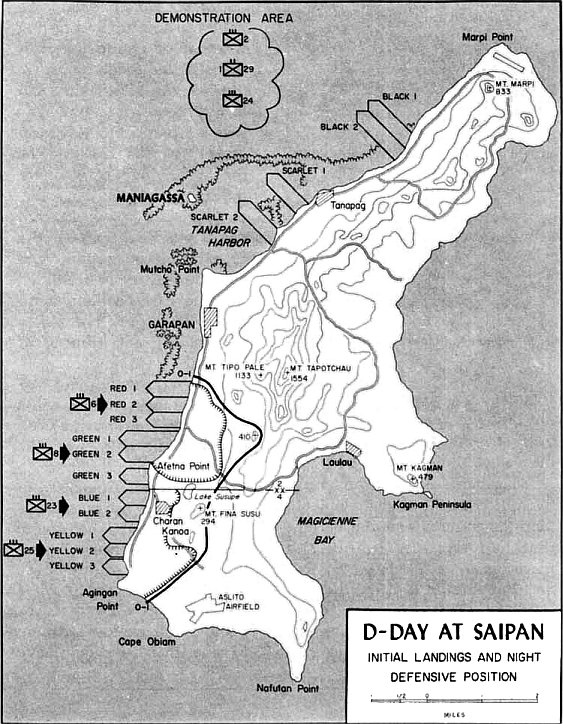 DEMONSTRATION AREA
2
1 29
24
Marpi Point
MT. MARPI
833
BLACK 1
BLACK 2
SCARLET 1
MANIAGASSA
Tanapag
SCARLET 2
TANAPAG
HARBOR
Mutcho Point
GARAPAN
MT TIPO PALE
1133
MT TAPOTCHAU
1554
0-1
RED 1
6 RED 2
RED 3
GREEN 1
410
8 GREEN 2
Afetna Point
Laulau
MT KAGMAN
479
GREEN 3
2
XX
4
Kagman Peninsula
BLUE 1
Lake Susupe
23
BLUE 2
MT. FINA SUSU
294
Charan
Kanoa
MAGICIENNE
BAY
YELLOW 1
25 YELLOW 2
YELLOW 3
Agingan
Point
0-1
ASLITO
AIRFIELD
Cape Obiam
Nafutan Point
D-DAY AT SAIPAN
INITIAL LANDINGS AND NIGHT
DEFENSIVE POSITION
1 1/2 0 1 2
MILES